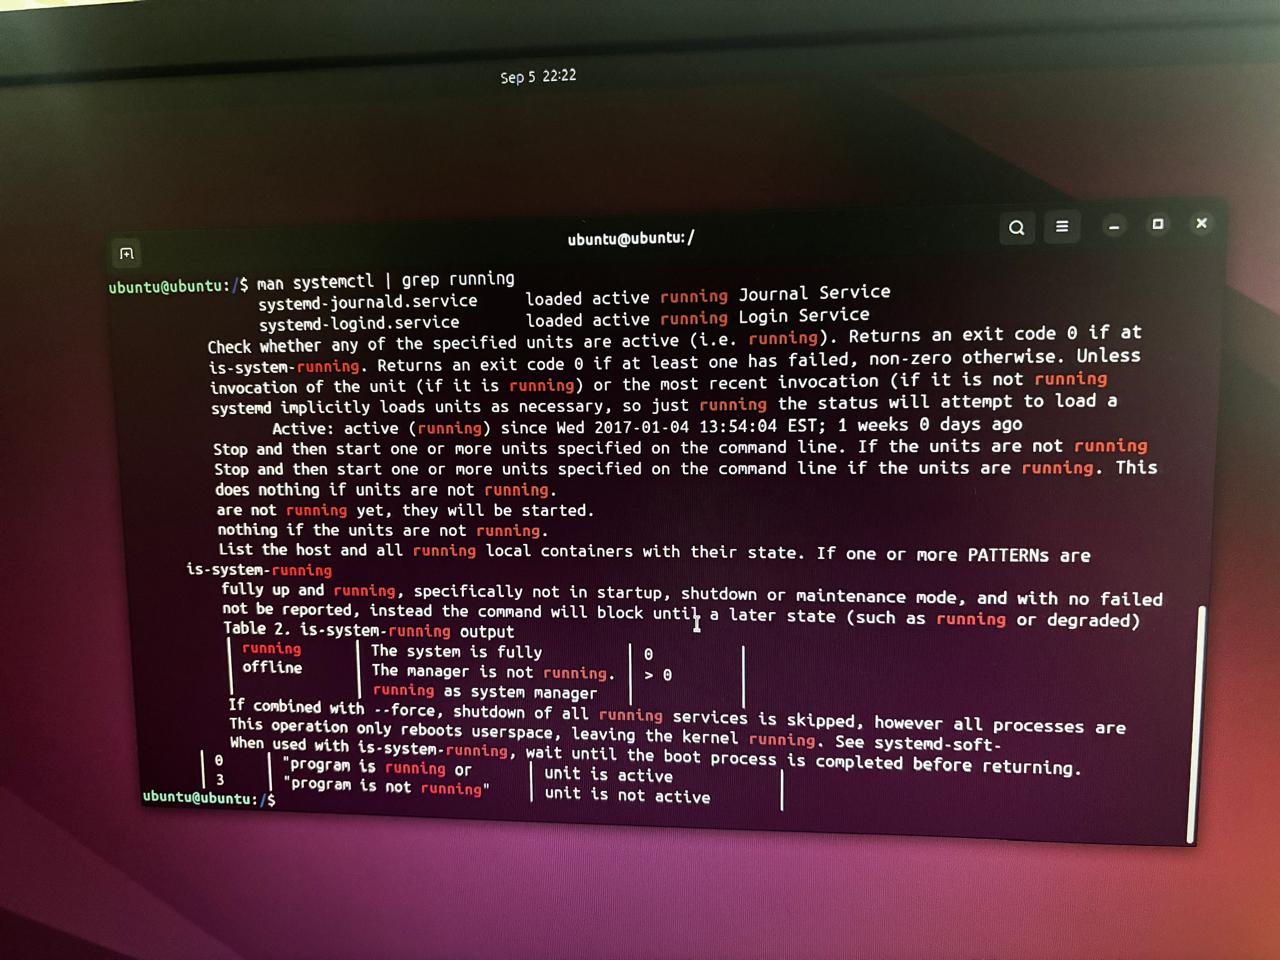 Sep 5 22:22
ubuntu@ubuntu:/
ubuntu@ubuntu:/$ man systemctl | grep running
systemd-journald.service loaded active running Journal Service
systemd-logind.service loaded active running Login Service
Check whether any of the specified units are active (i.e. running). Returns an exit code 0 if at
is-system-running. Returns an exit code 0 if at least one has failed, non-zero otherwise. Unless
invocation of the unit (if it is running) or the most recent invocation (if it is not running
systemd implicitly loads units as necessary, so just running the status will attempt to load a
Active: active (running) since Wed 2017-01-04 13:54:04 EST; 1 weeks 0 days ago
Stop and then start one or more units specified on the command line. If the units are not running
Stop and then start one or more units specified on the command line if the units are running. This
does nothing if units are not running.
are not running yet, they will be started.
nothing if the units are not running.
List the host and all running local containers with their state. If one or more PATTERNs are
is-system-running
fully up and running, specifically not in startup, shutdown or maintenance mode, and with no failed
not be reported, instead the command will block until a later state (such as running or degraded)
Table 2. is-system-running output
│ running │ The system is fully │ 0 │
│ offline │ The manager is not running. │ > 0 │
│ │ running as system manager │ │
If combined with --force, shutdown of all running services is skipped, however all processes are
This operation only reboots userspace, leaving the kernel running. See systemd-soft-
When used with is-system-running, wait until the boot process is completed before returning.
│ 0 │ "program is running or │ unit is active │
│ 3 │ "program is not running" │ unit is not active │
ubuntu@ubuntu:/$